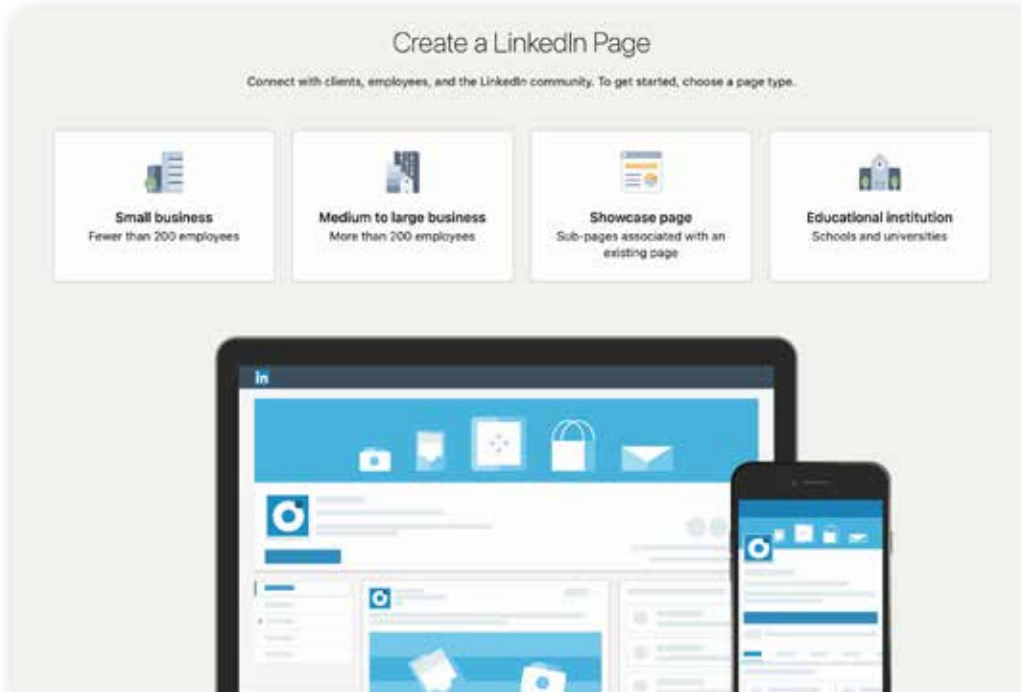 Create a LinkedIn Page
Connect with clients, employees, and the LinkedIn community. To get started, choose a page type.
Small business
Fewer than 200 employees
Medium to large business
More than 200 employees
Showcase page
Sub-pages associated with an
existing page
Educational institution
Schools and universities
in